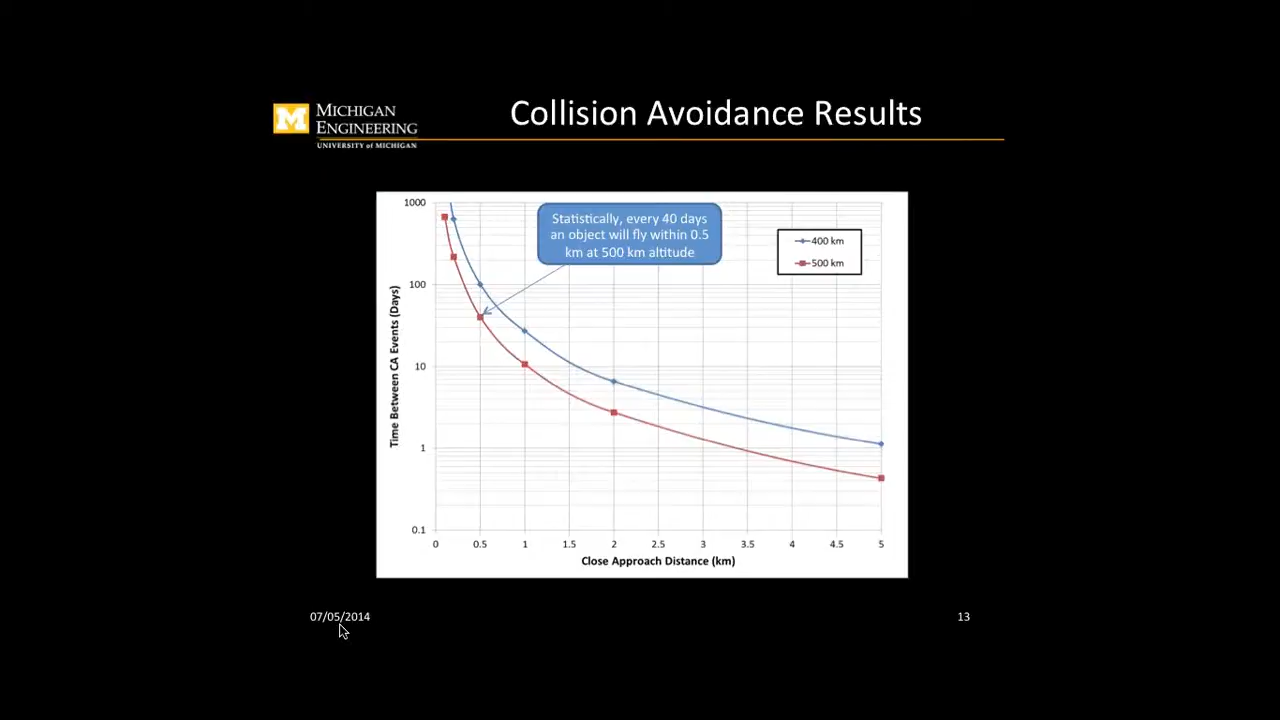 MICHIGAN
ENGINEERING
UNIVERSITY of MICHIGAN
Collision Avoidance Results
Statistically, every 40 days
an object will fly within 0.5
km at 500 km altitude
400 km
500 km
Time Between CA Events (Days)
1000
100
10
1
0.1
0 0.5 1 1.5 2 2.5 3 3.5 4 4.5 5
Close Approach Distance (km)
07/05/2014
13